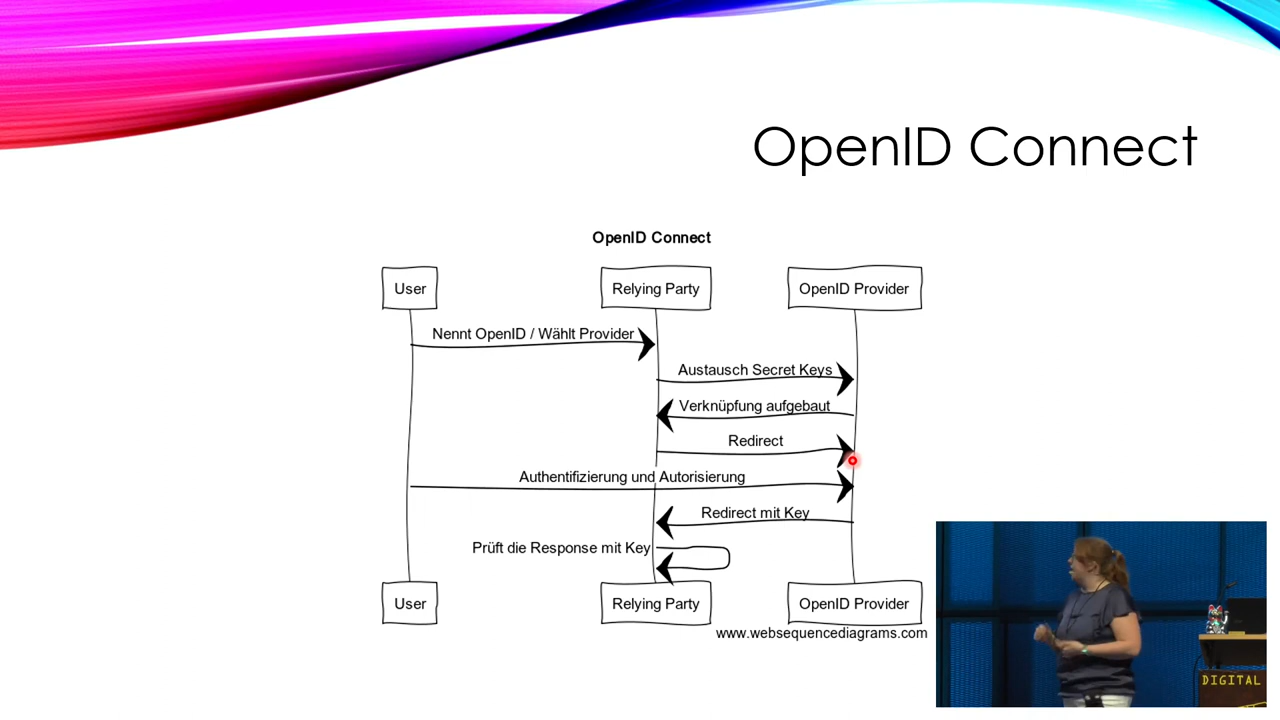 OpenID Connect
OpenID Connect
User
Relying Party
OpenID Provider
Nennt OpenID / Wählt Provider
Austausch Secret Keys
Verknüpfung aufgebaut
Redirect
Authentifizierung und Autorisierung
Redirect mit Key
Prüft die Response mit Key
User
Relying Party
OpenID Provider
www.websequencediagrams.com
DIGITAL